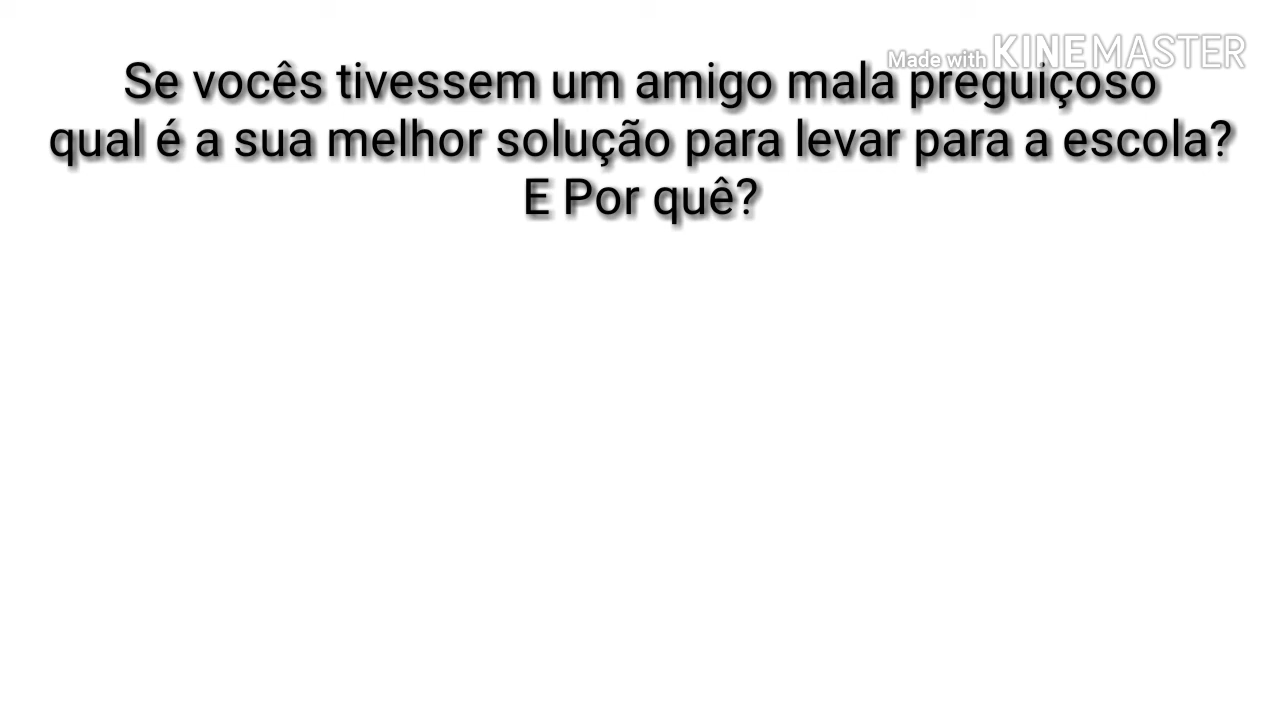 Made with KINEMASTER
Se vocês tivessem um amigo mala preguiçoso
qual é a sua melhor solução para levar para a escola?
E Por quê?